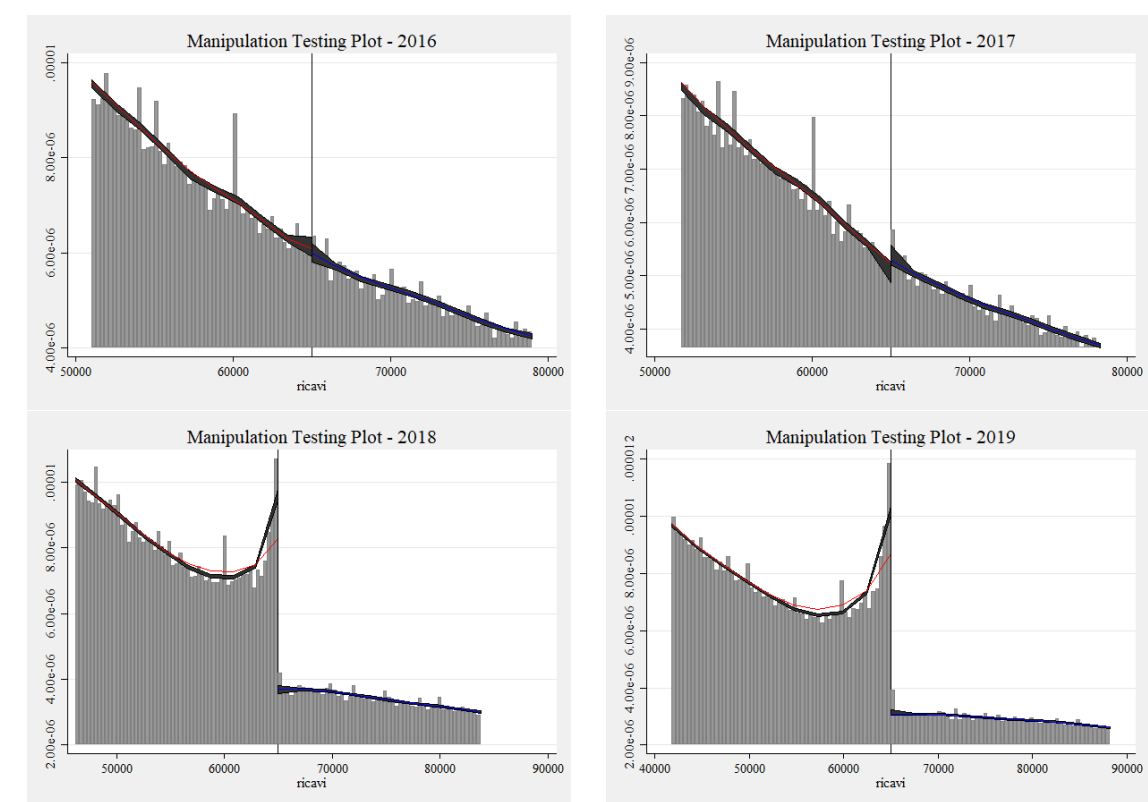 Manipulation Testing Plot - 2016
.00001
8.00e-06
6.00e-06
4.00e-06
50000 60000 70000 80000
ricavi
Manipulation Testing Plot - 2017
9.00e-06
8.00e-06
7.00e-06
6.00e-06
5.00e-06
4.00e-06
50000 60000 70000 80000
ricavi
Manipulation Testing Plot - 2018
.00001
8.00e-06
6.00e-06
4.00e-06
2.00e-06
50000 60000 70000 80000 90000
ricavi
Manipulation Testing Plot - 2019
.000012
.00001
8.00e-06
6.00e-06
4.00e-06
2.00e-06
40000 50000 60000 70000 80000 90000
ricavi